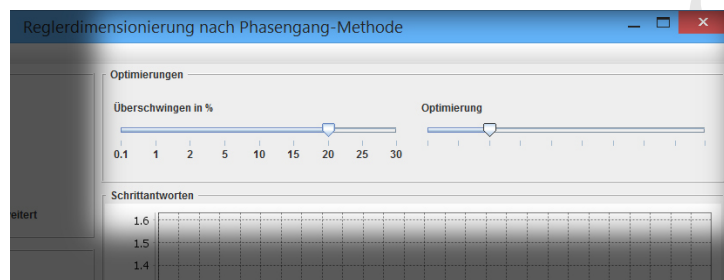 Reglerdimensionierung nach Phasengang-Methode
Optimierungen
Überschwingen in %
0.1 1 2 5 10 15 20 25 30
Optimierung
Schrittantworten
eitert
1.6
1.5
1.4